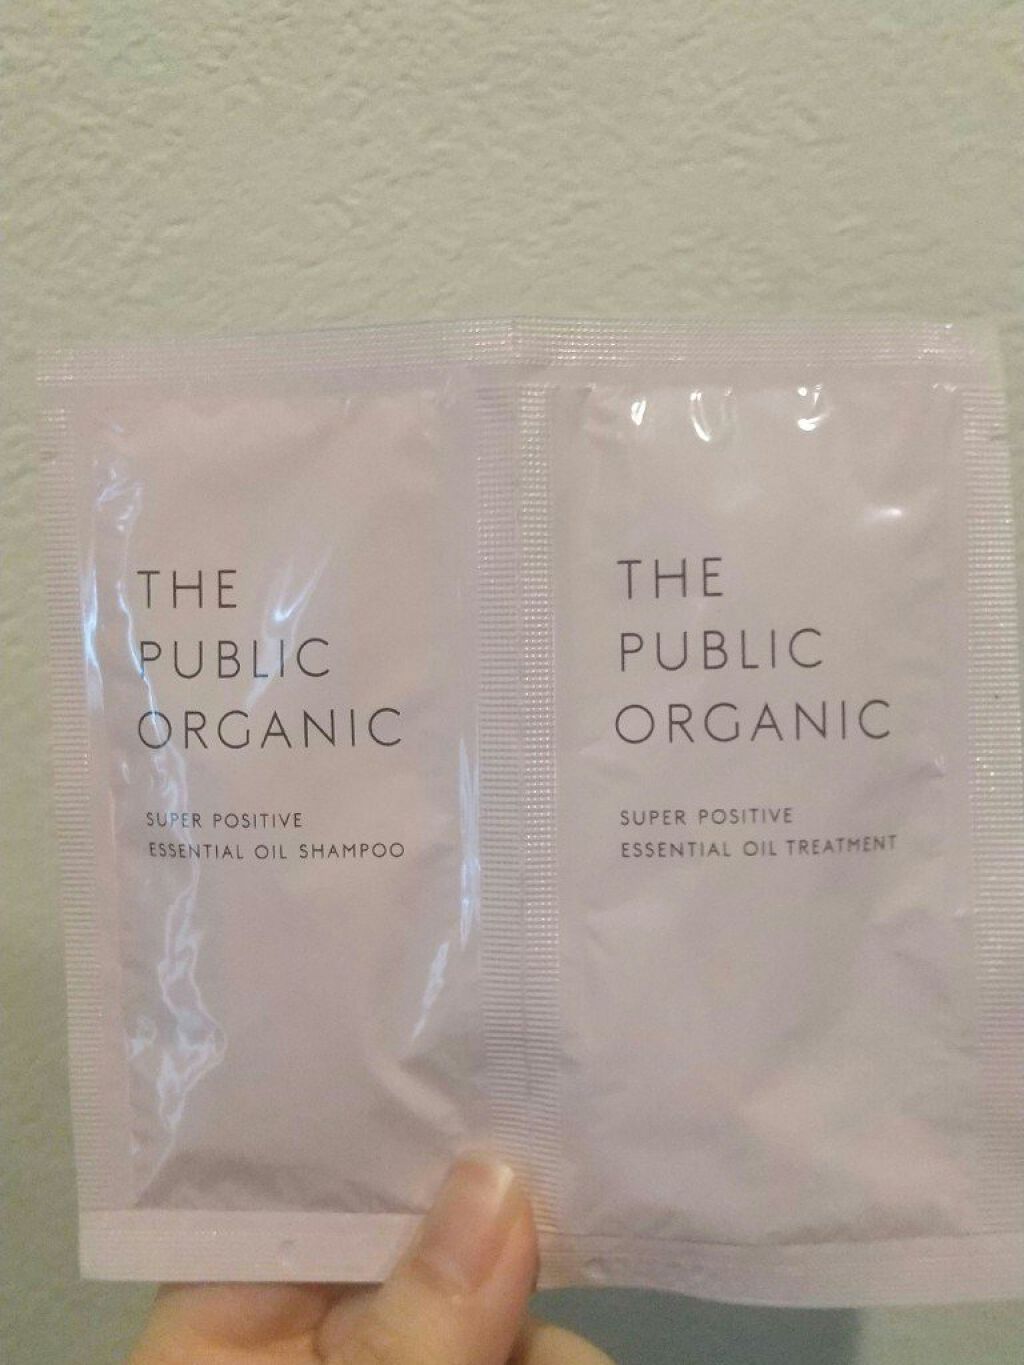 THE
PUBLIC
ORGANIC
SUPER POSITIVE
ESSENTIAL OIL SHAMPOO
THE
PUBLIC
ORGANIC
SUPER POSITIVE
ESSENTIAL OIL TREATMENT